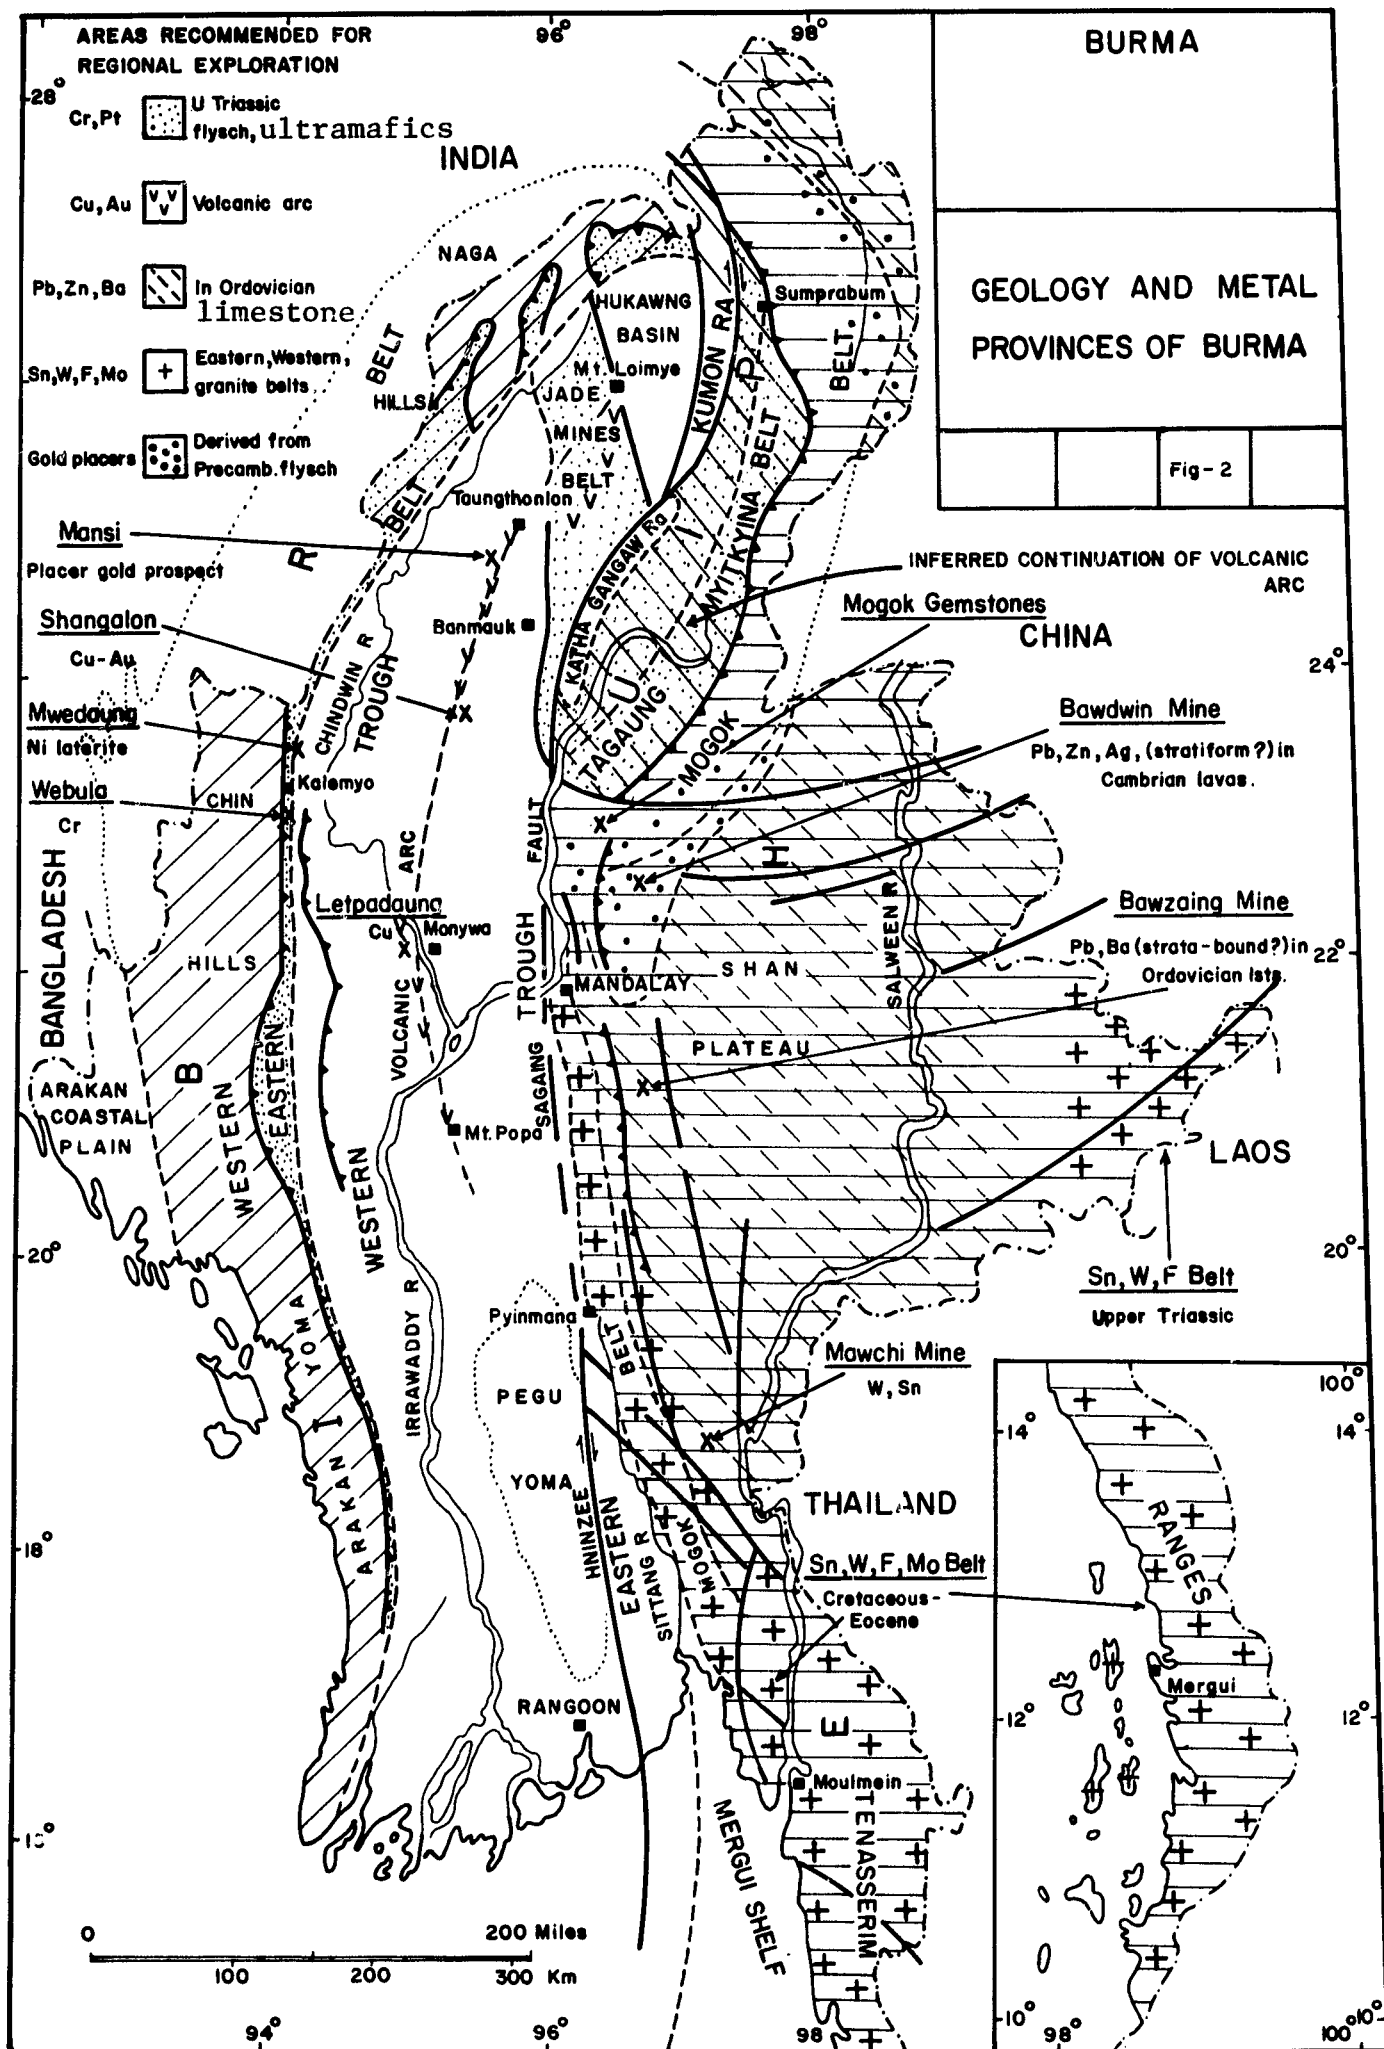 AREAS RECOMMENDED FOR
REGIONAL EXPLORATION
Cr,Pt
U Triassic
flysch, ultramafics
Cu, Au
Volcanic arc
Pb, Zn, Ba
In Ordovician
limestone
Sn,W,F,Mo
Eastern, Western,
granite belts
Gold placers
Derived from
Precamb. flysch
BURMA
GEOLOGY AND METAL
PROVINCES OF BURMA
Fig-2
96°
98°
28°
INDIA
NAGA
BELT
HILLS
HUKAWNG
BASIN
Mt. Loimye
JADE
MINES
BELT
KUMON RA
Sumprabum
BELT
P
BELT
MYITKYINA
Taungthonlon
BELT
R
Mansi
Placer gold prospect
KATHA GANGAW Ra
I
INFERRED CONTINUATION OF VOLCANIC
ARC
Shangalon
Cu-Au
Banmauk
Mogok Gemstones
CHINA
24°
CHINDWIN R
TROUGH
U
TAGAUNG
MOGOK
Mwedaung
Ni laterite
Kalemyo
Webula
Cr
CHIN
Bawdwin Mine
Pb, Zn, Ag, (stratiform?) in
Cambrian lavas.
BANGLADESH
FAULT
ARC
H
Letpadaung
Cu
Monywa
HILLS
TROUGH
MANDALAY
SHAN
SALWEEN R
Bawzaing Mine
Pb, Ba (strata-bound?) in
Ordovician lsts.
22°
VOLCANIC
PLATEAU
EASTERN
B
WESTERN
ARAKAN
COASTAL
PLAIN
SAGAING
Mt. Popa
LAOS
WESTERN
20°
20°
Sn, W, F Belt
Upper Triassic
IRRAWADDY R
Pyinmana
BELT
Mawchi Mine
W, Sn
YOMA
I
ARAKAN
PEGU
YOMA
HNINZEE
EASTERN
SITTANG R
MOGOK
H
THAILAND
18°
Sn, W, F, Mo Belt
Cretaceous-
Eocene
RANGOON
E
Moulmein
TENASSERIM
MERGUI SHELF
100°
14°
14°
RANGES
Mergui
12°
12°
10°
98°
100°10°
0
200 Miles
100
200
300 Km
94°
96°
98